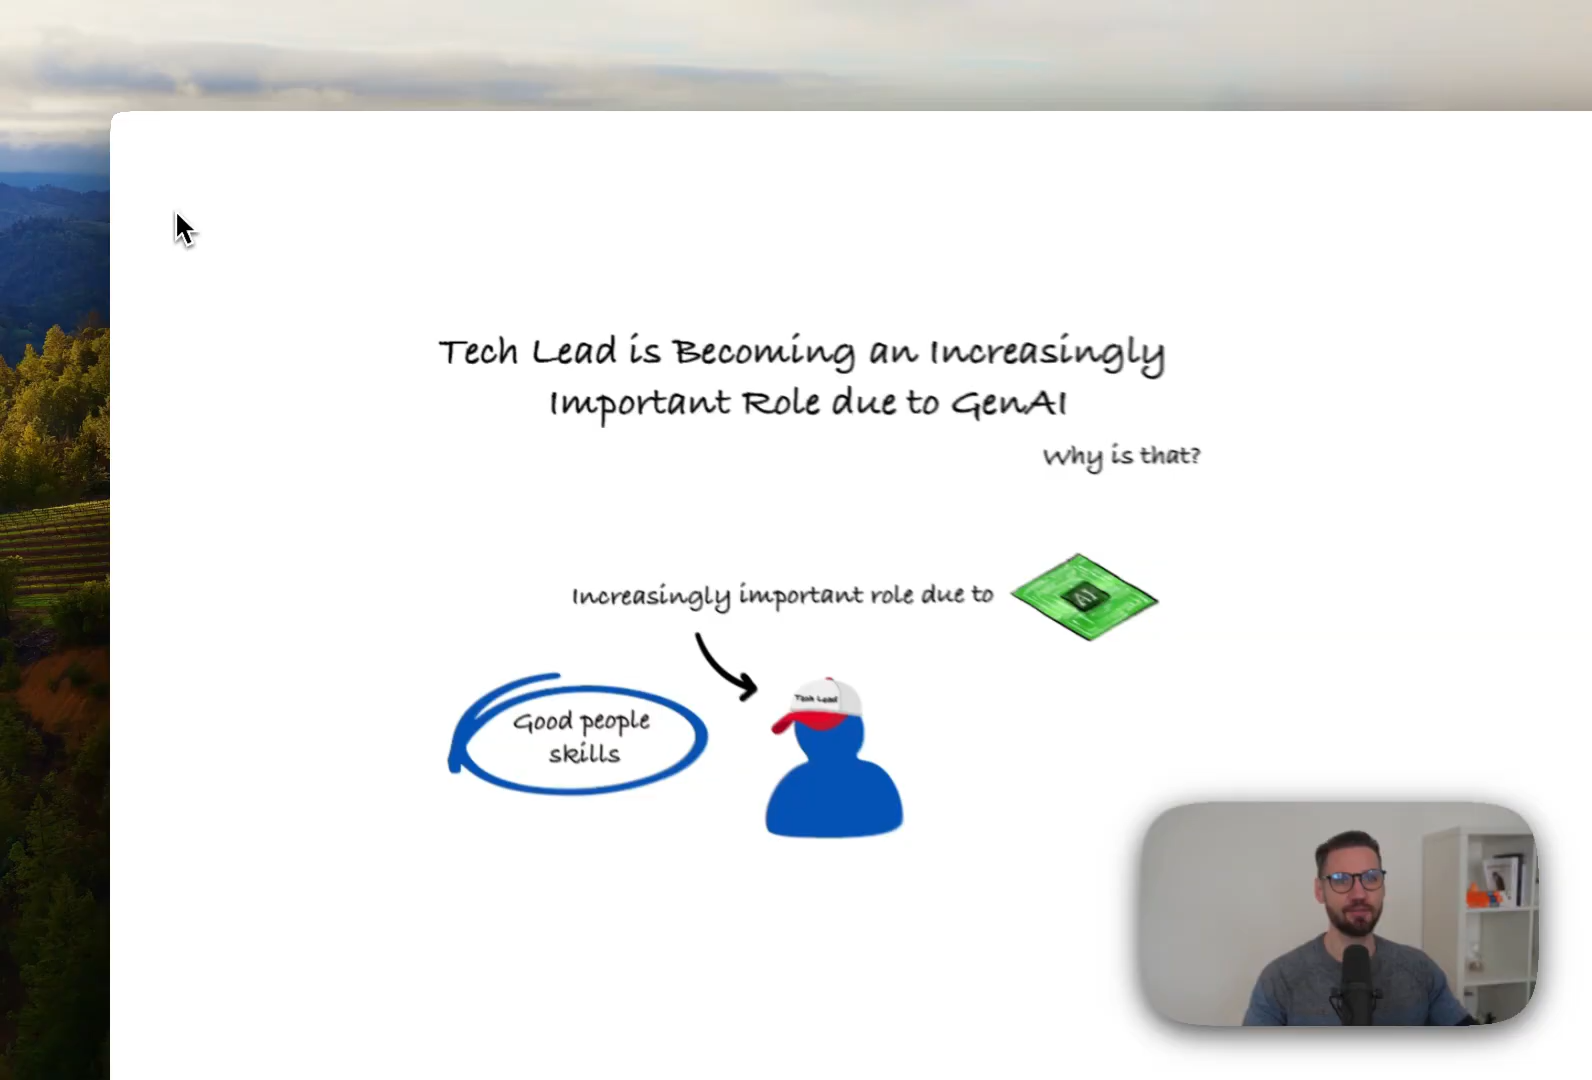 Tech Lead is Becoming an Increasingly
Important Role due to GenAI
Why is that?
Increasingly important role due to
AI
Tech Lead
Good people
skills